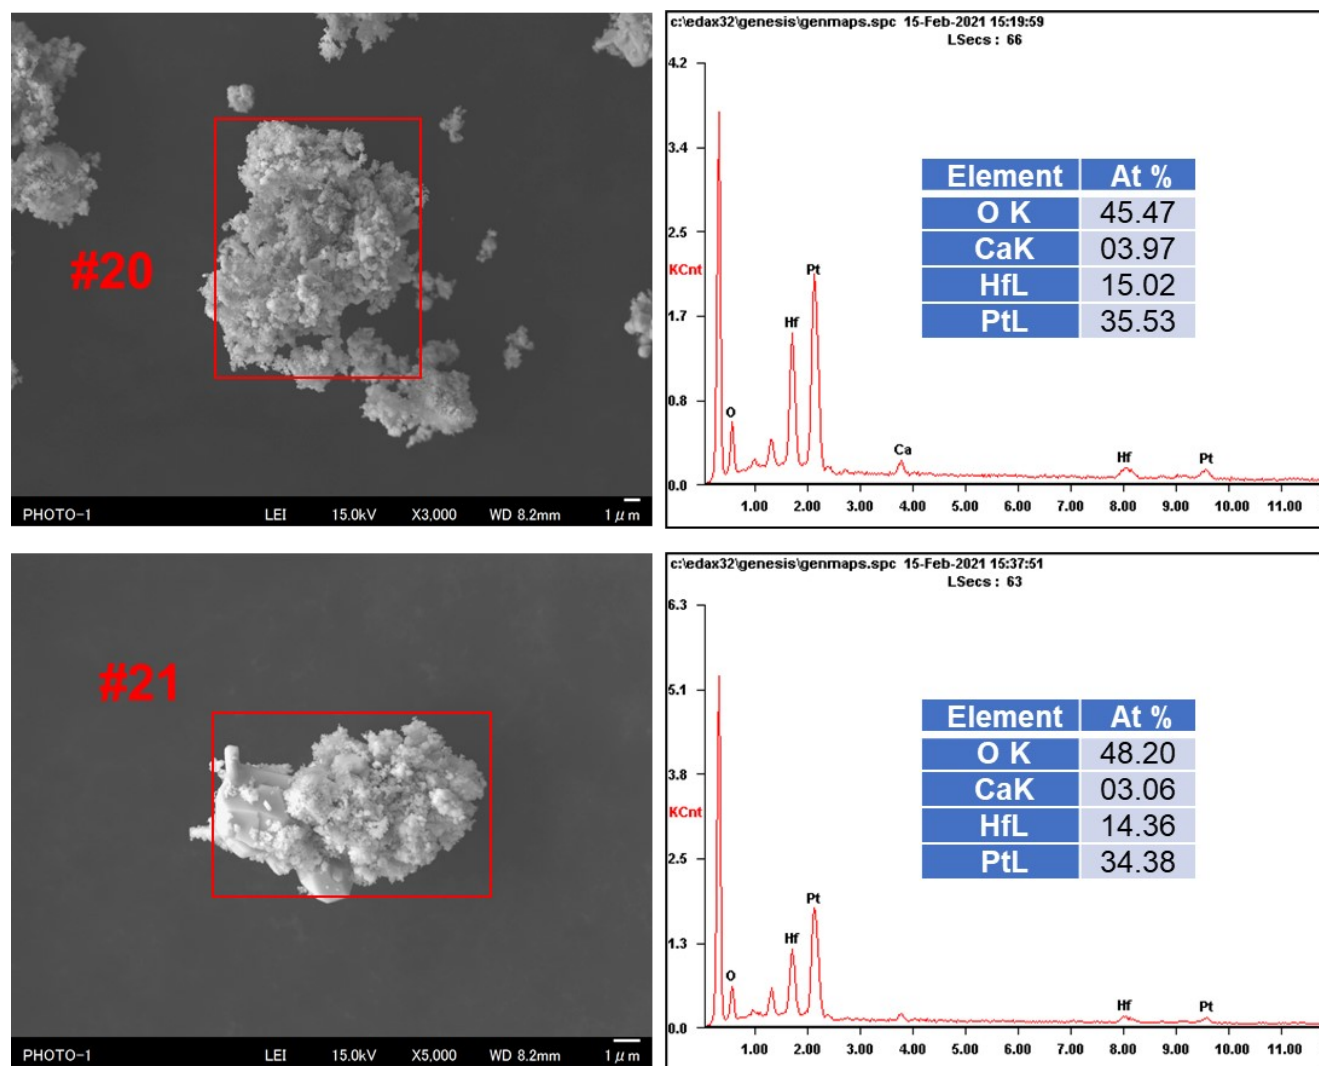 #20
PHOTO-1 LEI 15.0kV X3,000 WD 8.2mm 1 μm
c:\edax32\genesis\genmaps.spc 15-Feb-2021 15:19:59
LSecs : 66
4.2
3.4
2.5
KCnt
1.7
0.8
0.0
O
Hf
Pt
Ca
Hf
Pt
1.00 2.00 3.00 4.00 5.00 6.00 7.00 8.00 9.00 10.00 11.00
Element At %
O K 45.47
CaK 03.97
HfL 15.02
PtL 35.53
#21
PHOTO-1 LEI 15.0kV X5,000 WD 8.2mm 1 μm
c:\edax32\genesis\genmaps.spc 15-Feb-2021 15:37:51
LSecs : 63
6.3
5.1
3.8
KCnt
2.5
1.3
0.0
O
Hf
Pt
Hf
Pt
1.00 2.00 3.00 4.00 5.00 6.00 7.00 8.00 9.00 10.00 11.00
Element At %
O K 48.20
CaK 03.06
HfL 14.36
PtL 34.38